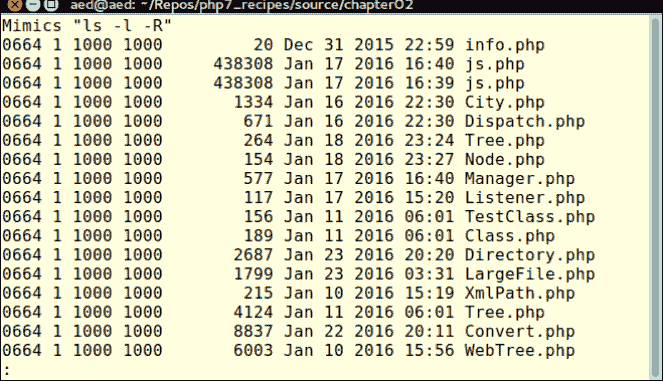 aed@aed: ~/Repos/php7_recipes/source/chapter02
Mimics "ls -l -R"
0664 1 1000 1000 20 Dec 31 2015 22:59 info.php
0664 1 1000 1000 438308 Jan 17 2016 16:40 js.php
0664 1 1000 1000 438308 Jan 17 2016 16:39 js.php
0664 1 1000 1000 1334 Jan 16 2016 22:30 City.php
0664 1 1000 1000 671 Jan 16 2016 22:30 Dispatch.php
0664 1 1000 1000 264 Jan 18 2016 23:24 Tree.php
0664 1 1000 1000 154 Jan 18 2016 23:27 Node.php
0664 1 1000 1000 577 Jan 17 2016 16:40 Manager.php
0664 1 1000 1000 117 Jan 17 2016 15:20 Listener.php
0664 1 1000 1000 156 Jan 11 2016 06:01 TestClass.php
0664 1 1000 1000 189 Jan 11 2016 06:01 Class.php
0664 1 1000 1000 2687 Jan 23 2016 20:20 Directory.php
0664 1 1000 1000 1799 Jan 23 2016 03:31 LargeFile.php
0664 1 1000 1000 215 Jan 10 2016 15:19 XmlPath.php
0664 1 1000 1000 4124 Jan 11 2016 06:01 Tree.php
0664 1 1000 1000 8837 Jan 22 2016 20:11 Convert.php
0664 1 1000 1000 6003 Jan 10 2016 15:56 WebTree.php
: